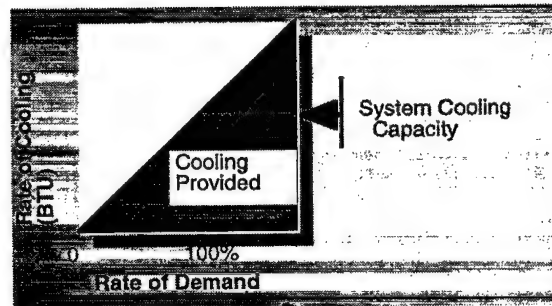 Rate of Cooling
(BTU)
System Cooling
Capacity
Cooling
Provided
0
100%
Rate of Demand